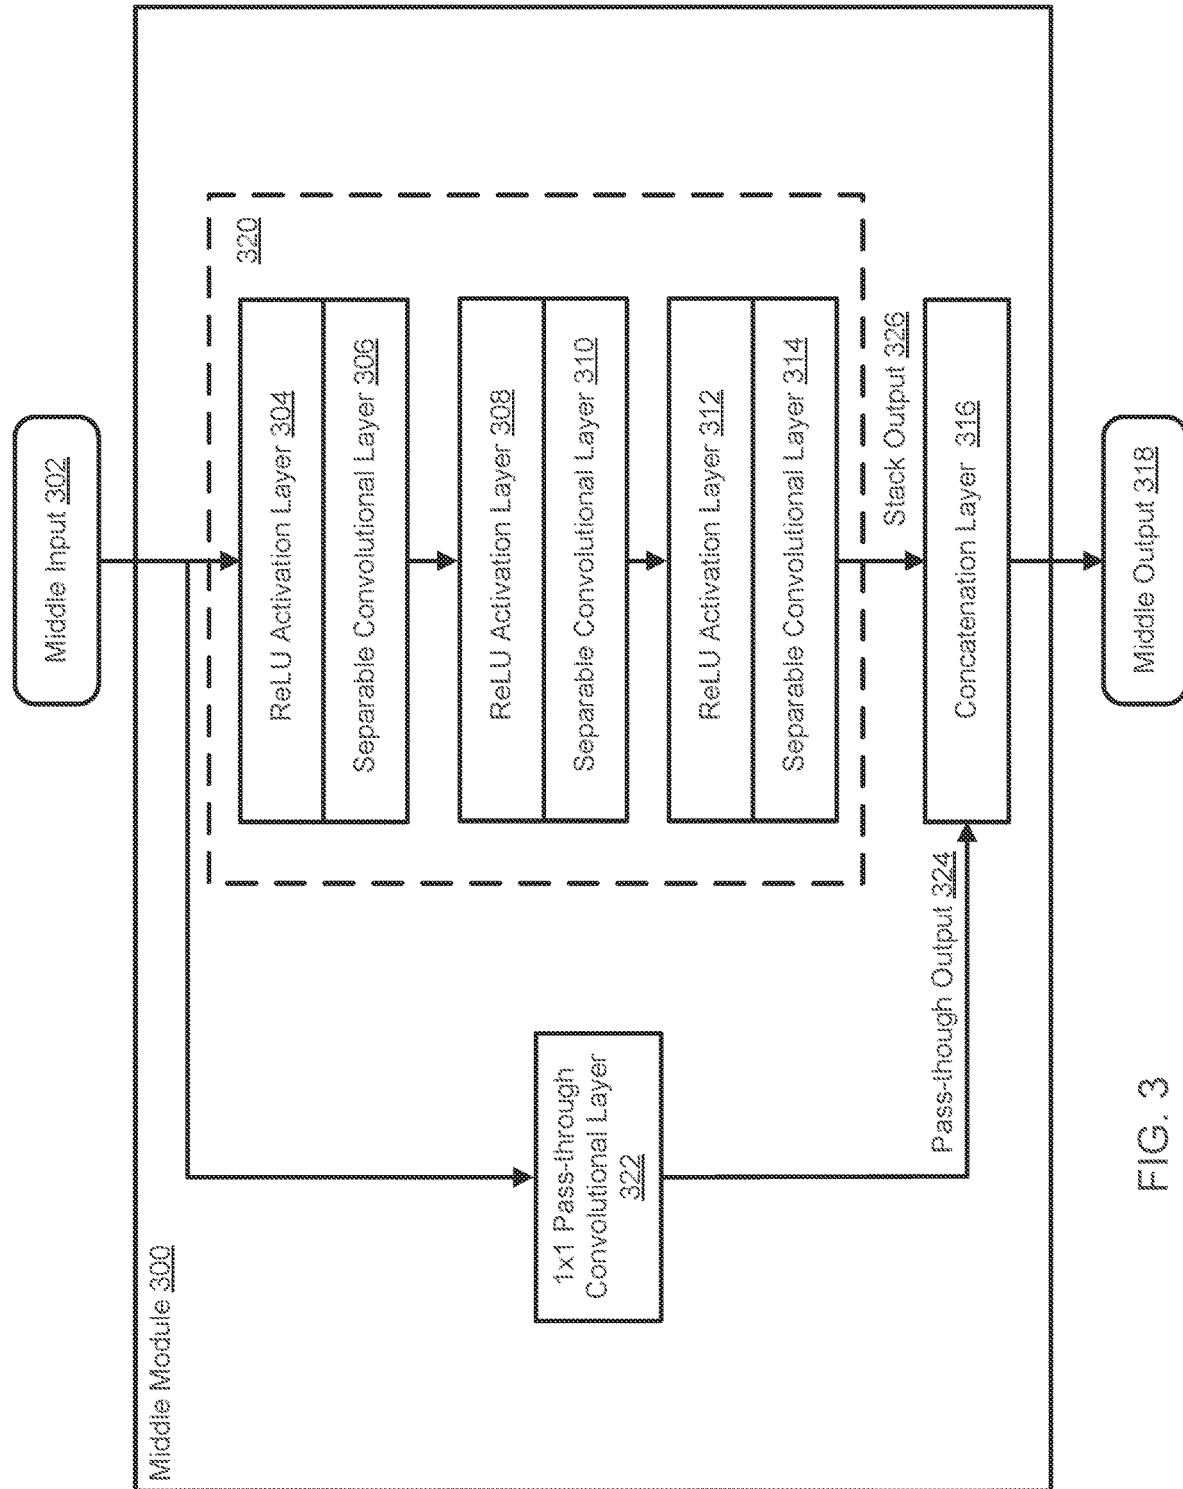 Middle Input 302
Middle Module 300
320
ReLU Activation Layer 304
Separable Convolutional Layer 306
ReLU Activation Layer 308
Separable Convolutional Layer 310
ReLU Activation Layer 312
Separable Convolutional Layer 314
1x1 Pass-through
Convolutional Layer
322
Stack Output 326
Pass-though Output 324
Concatenation Layer 316
Middle Output 318
FIG. 3